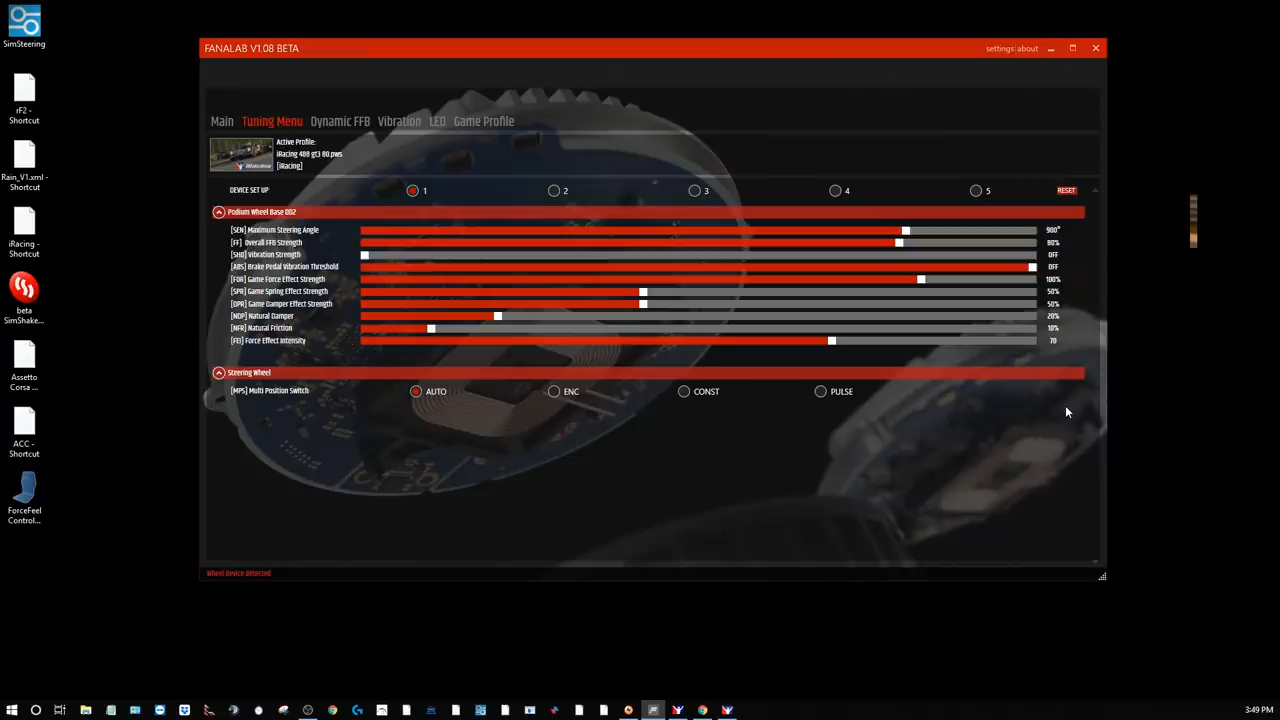 SimSteering
FANALAB V1.08 BETA
settings | about
rF2 -
Shortcut
Main Tuning Menu Dynamic FFB Vibration LED Game Profile
Active Profile:
iRacing 488 gt3 80.pws
[iRacing]
Rain_V1.xml -
Shortcut
DEVICE SET UP 1 2 3 4 5 RESET
Podium Wheel Base DD2
[SEN] Maximum Steering Angle 900°
[FF] Overall FFB Strength 80%
[SHO] Vibration Strength OFF
[ABS] Brake Pedal Vibration Threshold OFF
[FOR] Game Force Effect Strength 100%
[SPR] Game Spring Effect Strength 50%
[DPR] Game Damper Effect Strength 50%
[NDP] Natural Damper 20%
[NFR] Natural Friction 10%
[FEI] Force Effect Intensity 70
iRacing -
Shortcut
beta
SimShake...
Steering Wheel
[MPS] Multi Position Switch AUTO ENC CONST PULSE
Assetto
Corsa ...
ACC -
Shortcut
ForceFeel
Control...
Wheel device detected
3:49 PM